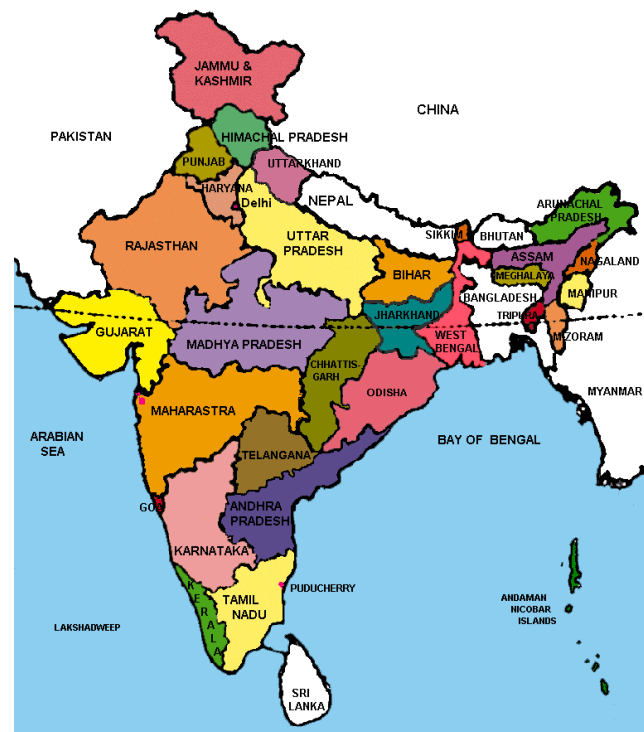 JAMMU &
KASHMIR
CHINA
PAKISTAN
HIMACHAL PRADESH
PUNJAB
UTTARKHAND
HARYANA
Delhi
NEPAL
ARUNACHAL
PRADESH
SIKKIM
BHUTAN
UTTAR
PRADESH
RAJASTHAN
ASSAM
NAGALAND
BIHAR
MEGHALAYA
MANIPUR
BANGLADESH
JHARKHAND
TRIPURA
GUJARAT
WEST
BENGAL
MIZORAM
MADHYA PRADESH
CHHATTIS-
GARH
ODISHA
MYANMAR
MAHARASTRA
ARABIAN
SEA
BAY OF BENGAL
TELANGANA
GOA
ANDHRA
PRADESH
KARNATAKA
PUDUCHERRY
KERALA
TAMIL
NADU
ANDAMAN
NICOBAR
ISLANDS
LAKSHADWEEP
SRI
LANKA